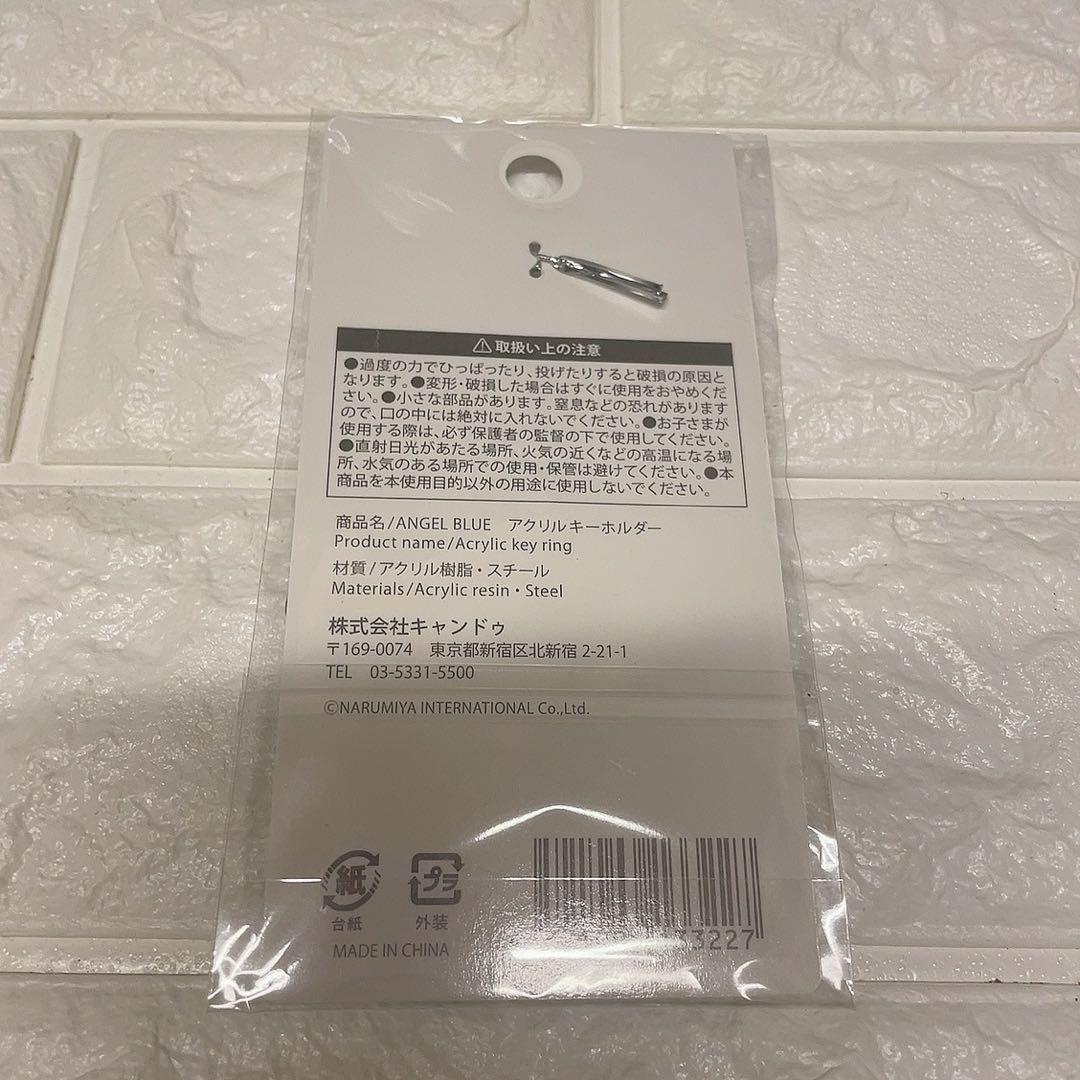 ⚠取扱い上の注意
●過度の力でひっぱったり、投げたりすると破損の原因と
なります。●変形・破損した場合はすぐに使用をおやめくだ
さい。●小さな部品があります。窒息などの恐れがあります
ので、口の中には絶対に入れないでください。●お子さまが
使用する際は、必ず保護者の監督の下で使用してください。
●直射日光があたる場所、火気の近くなどの高温になる場
所、水気のある場所での使用・保管は避けてください。●本
商品を本使用目的以外の用途に使用しないでください。
商品名/ANGEL BLUE アクリルキーホルダー
Product name/Acrylic key ring
材質/アクリル樹脂・スチール
Materials/Acrylic resin・Steel
株式会社キャンドゥ
〒169-0074 東京都新宿区北新宿 2-21-1
TEL 03-5331-5500
©NARUMIYA INTERNATIONAL Co.,Ltd.
紙 プラ
台紙 外装
MADE IN CHINA
3227